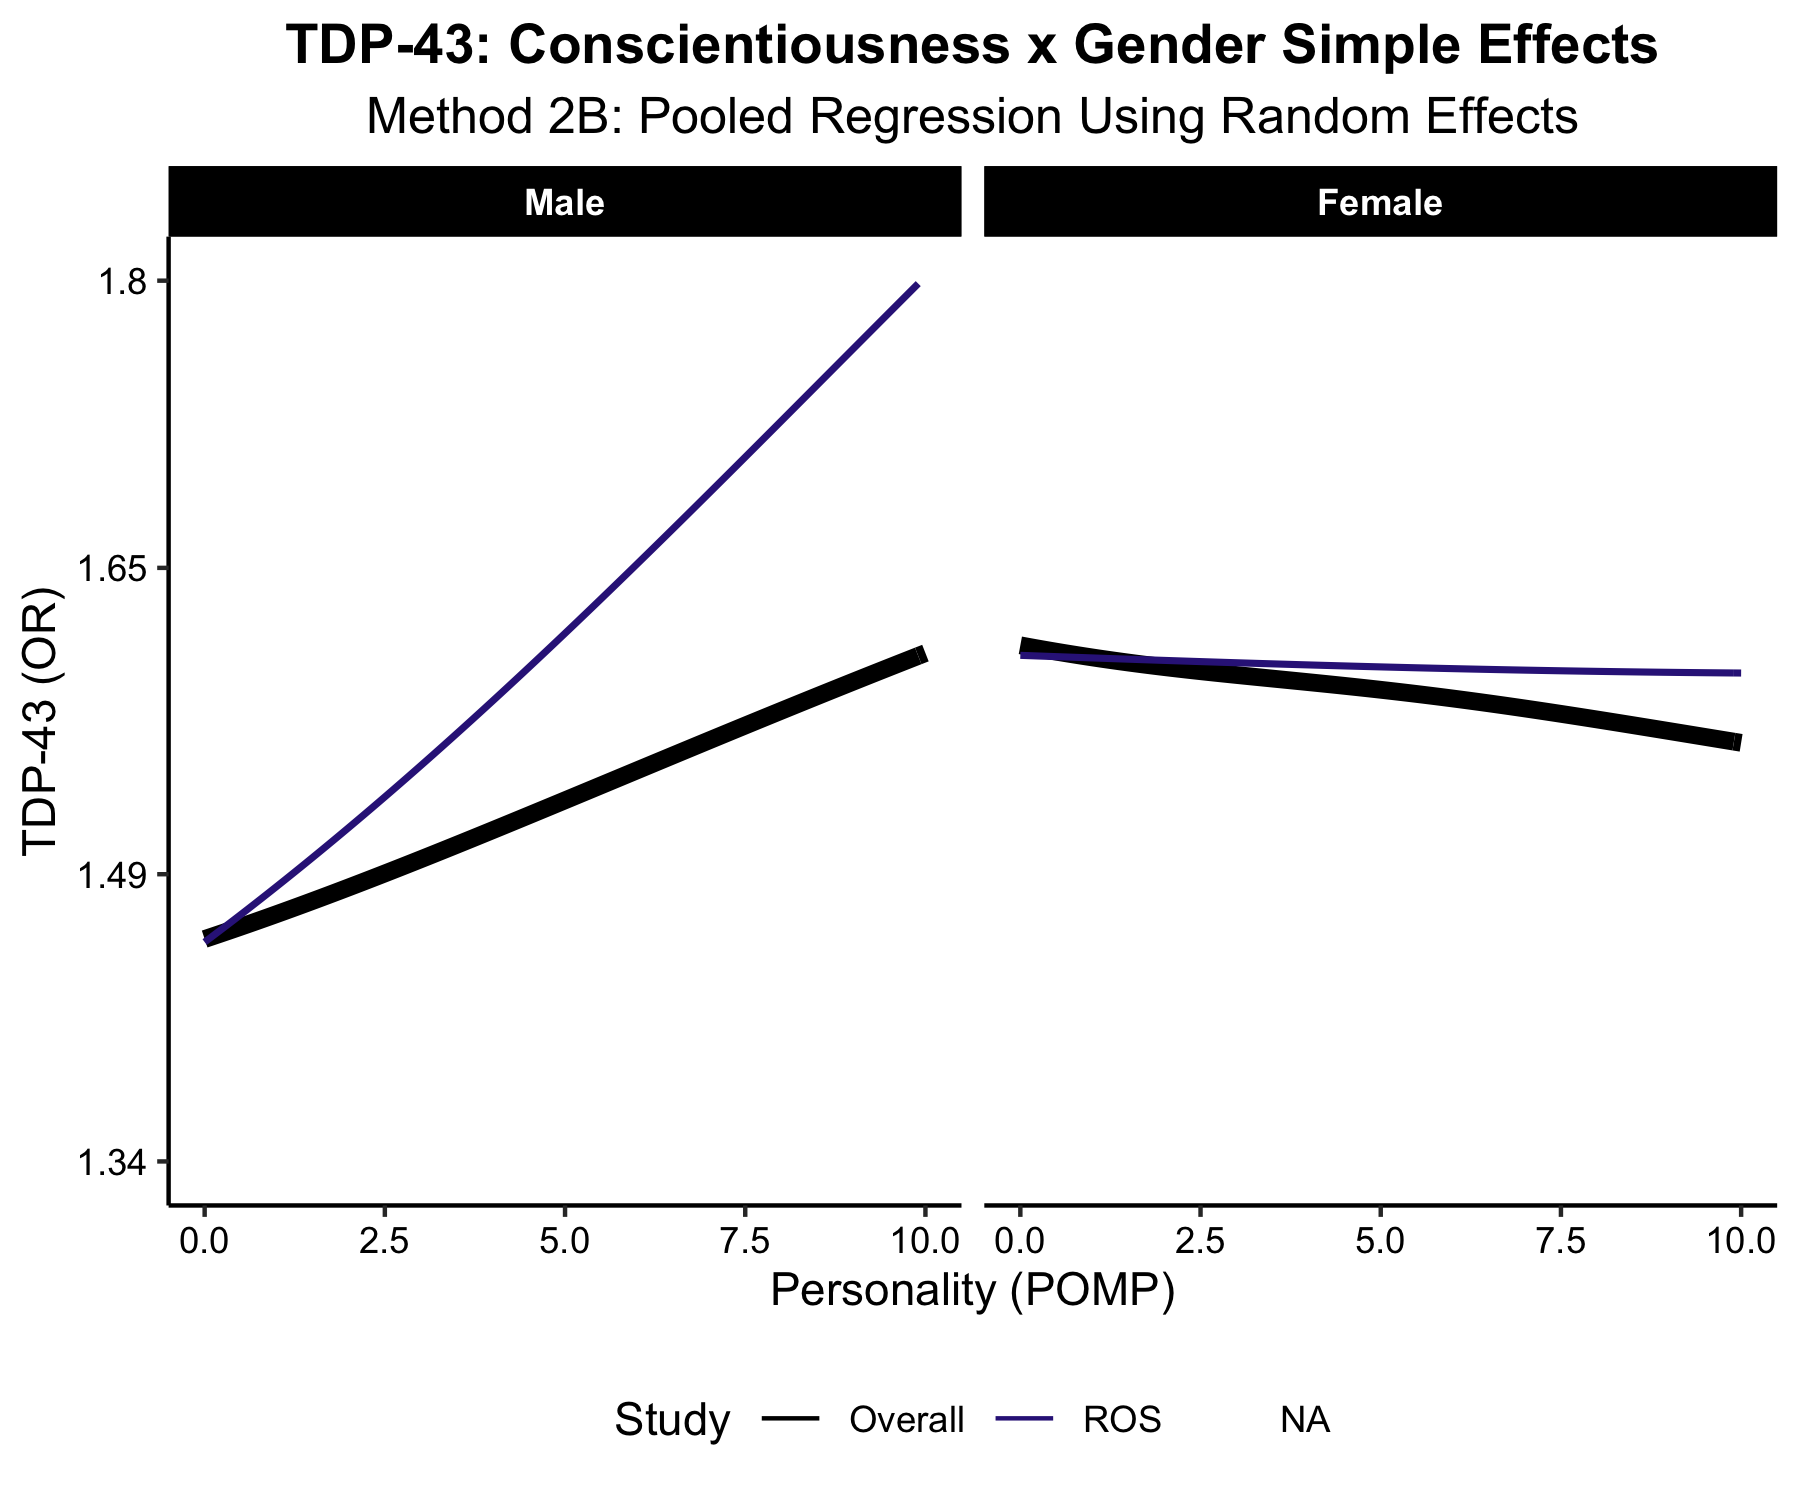 TDP-43: Conscientiousness x Gender Simple Effects
Method 2B: Pooled Regression Using Random Effects
Male
Female
TDP-43 (OR)
1.8
1.65
1.49
1.34
0.0 2.5 5.0 7.5 10.0
0.0 2.5 5.0 7.5 10.0
Personality (POMP)
Study Overall ROS NA